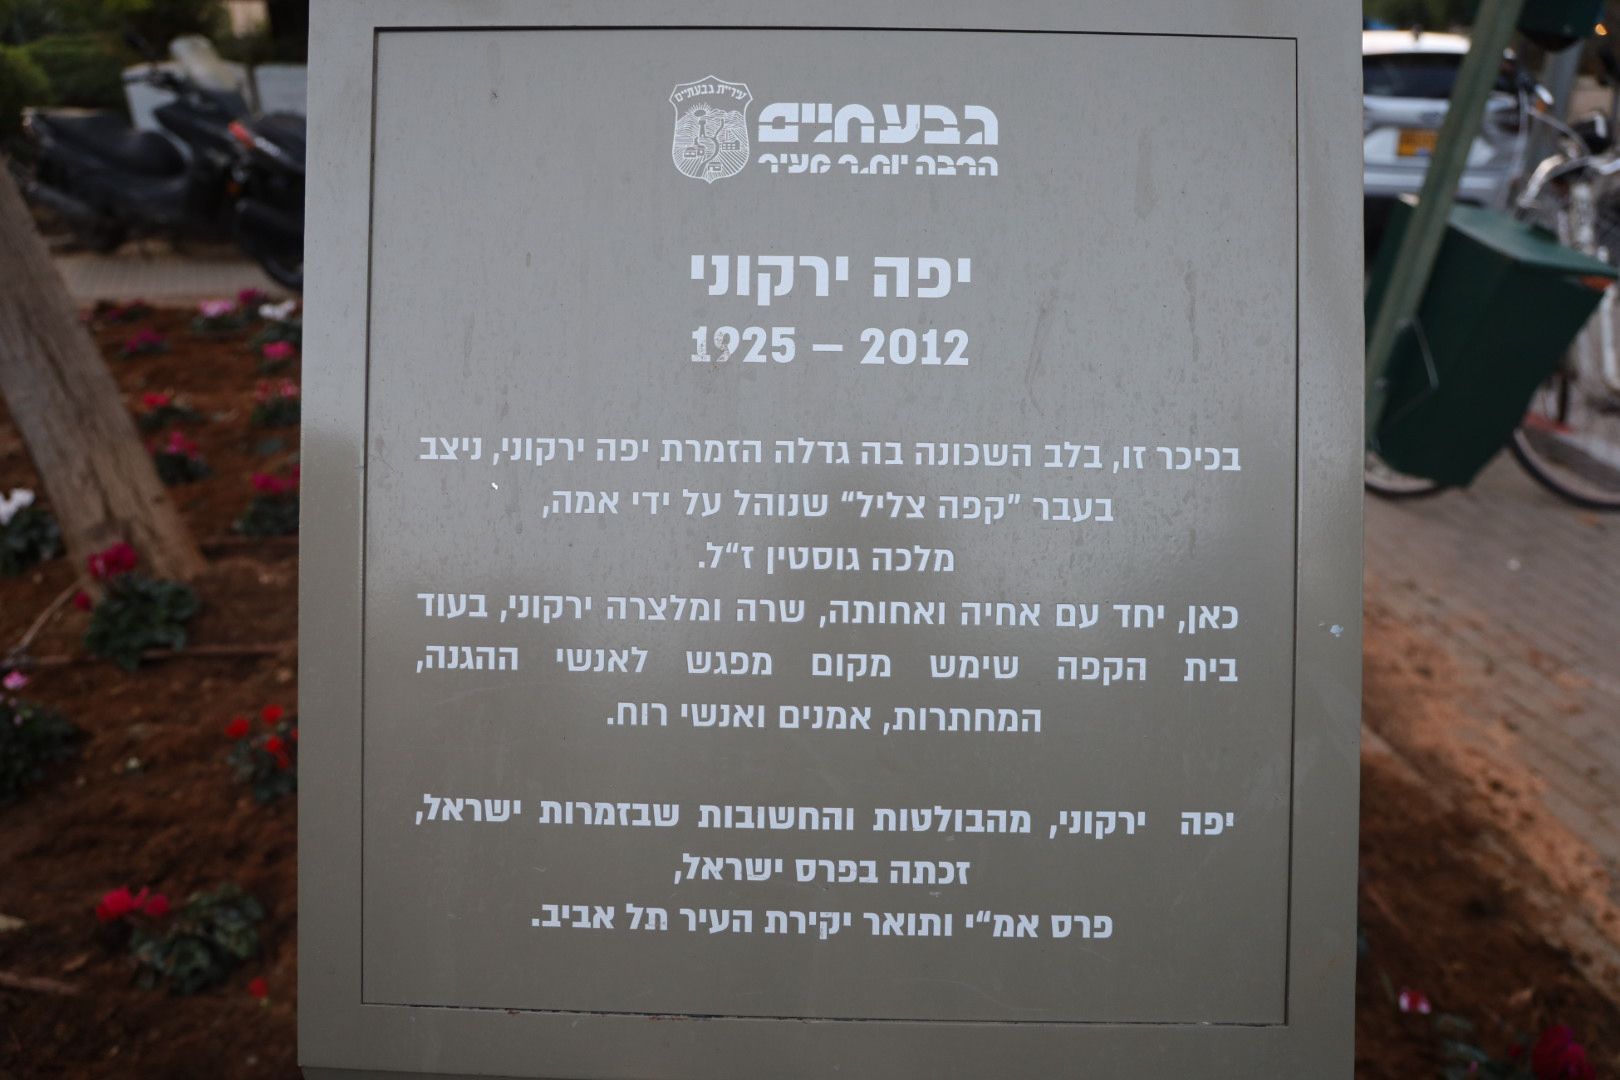 עיריית גבעתיים
גבעתיים
הרבה יותר מעיר
יפה ירקוני
1925 – 2012
בכיכר זו, בלב השכונה בה גדלה הזמרת יפה ירקוני, ניצב
בעבר "קפה צליל" שנוהל על ידי אמה,
מלכה גוסטין ז"ל.
כאן, יחד עם אחיה ואחותה, שרה ומלצרה ירקוני, בעוד
בית הקפה שימש מקום מפגש לאנשי ההגנה,
המחתרות, אמנים ואנשי רוח.
יפה ירקוני, מהבולטות והחשובות שבזמרות ישראל,
זכתה בפרס ישראל,
פרס אמ"י ותואר יקירת העיר תל אביב.